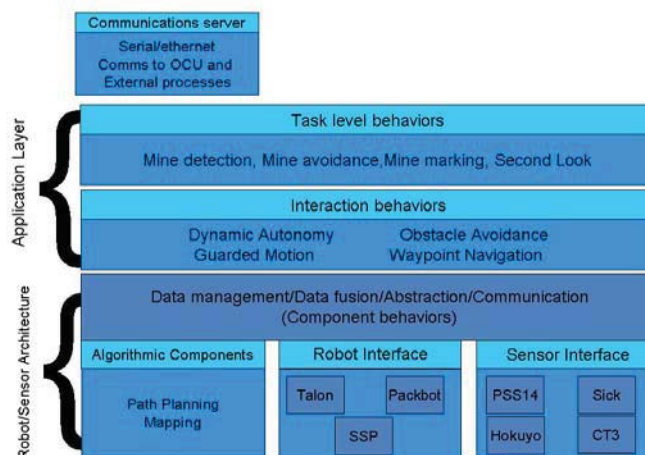 Communications server
Serial/ethernet
Comms to OCU and
External processes
Application Layer
Task level behaviors
Mine detection, Mine avoidance,Mine marking, Second Look
Interaction behaviors
Dynamic Autonomy Obstacle Avoidance
Guarded Motion Waypoint Navigation
Robot/Sensor Architecture
Data management/Data fusion/Abstraction/Communication
(Component behaviors)
Algorithmic Components
Path Planning
Mapping
Robot Interface
Talon Packbot
SSP
Sensor Interface
PSS14 Sick
Hokuyo CT3